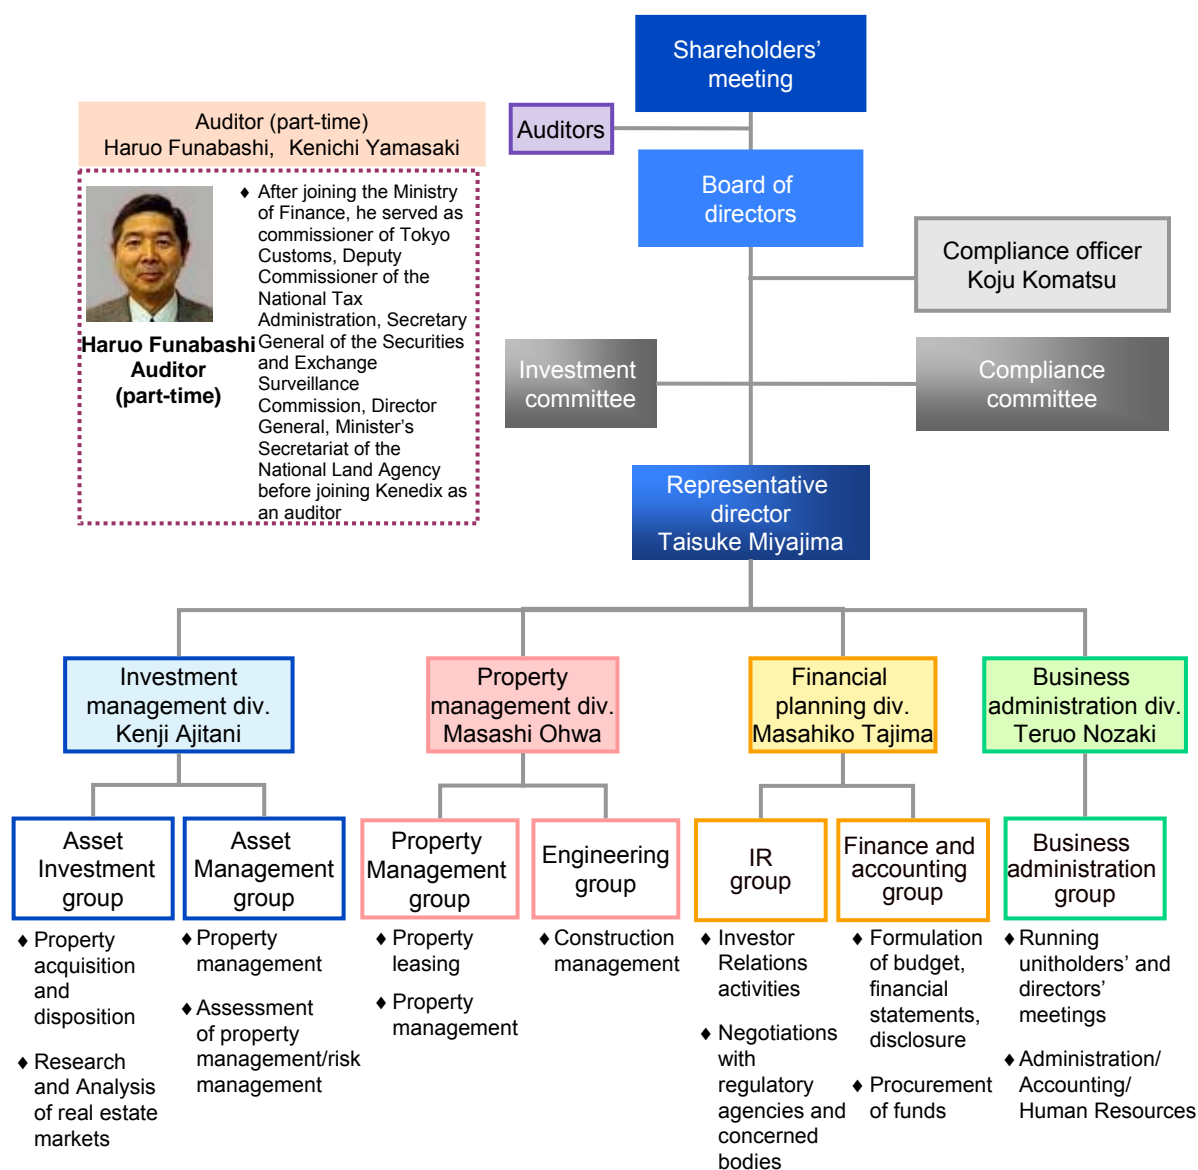 Shareholders'
meeting
Auditors
Auditor (part-time)
Haruo Funabashi, Kenichi Yamasaki
Board of
directors
♦ After joining the Ministry
of Finance, he served as
commissioner of Tokyo
Customs, Deputy
Commissioner of the
National Tax
Administration, Secretary
General of the Securities
and Exchange
Surveillance
Commission, Director
General, Minister's
Secretariat of the
National Land Agency
before joining Kenedix as
an auditor
Haruo Funabashi
Auditor
(part-time)
Compliance officer
Koju Komatsu
Investment
committee
Compliance
committee
Representative
director
Taisuke Miyajima
Investment
management div.
Kenji Ajitani
Property
management div.
Masashi Ohwa
Financial
planning div.
Masahiko Tajima
Business
administration div.
Teruo Nozaki
Asset
Investment
group
Asset
Management
group
Property
Management
group
Engineering
group
IR
group
Finance and
accounting
group
Business
administration
group
♦ Property
acquisition
and
disposition
♦ Research
and Analysis
of real estate
markets
♦ Property
management
♦ Assessment
of property
management/risk
management
♦ Property
leasing
♦ Property
management
♦ Construction
management
♦ Investor
Relations
activities
♦ Negotiations
with
regulatory
agencies and
concerned
bodies
♦ Formulation
of budget,
financial
statements,
disclosure
♦ Procurement
of funds
♦ Running
unitholders' and
directors'
meetings
♦ Administration/
Accounting/
Human Resources